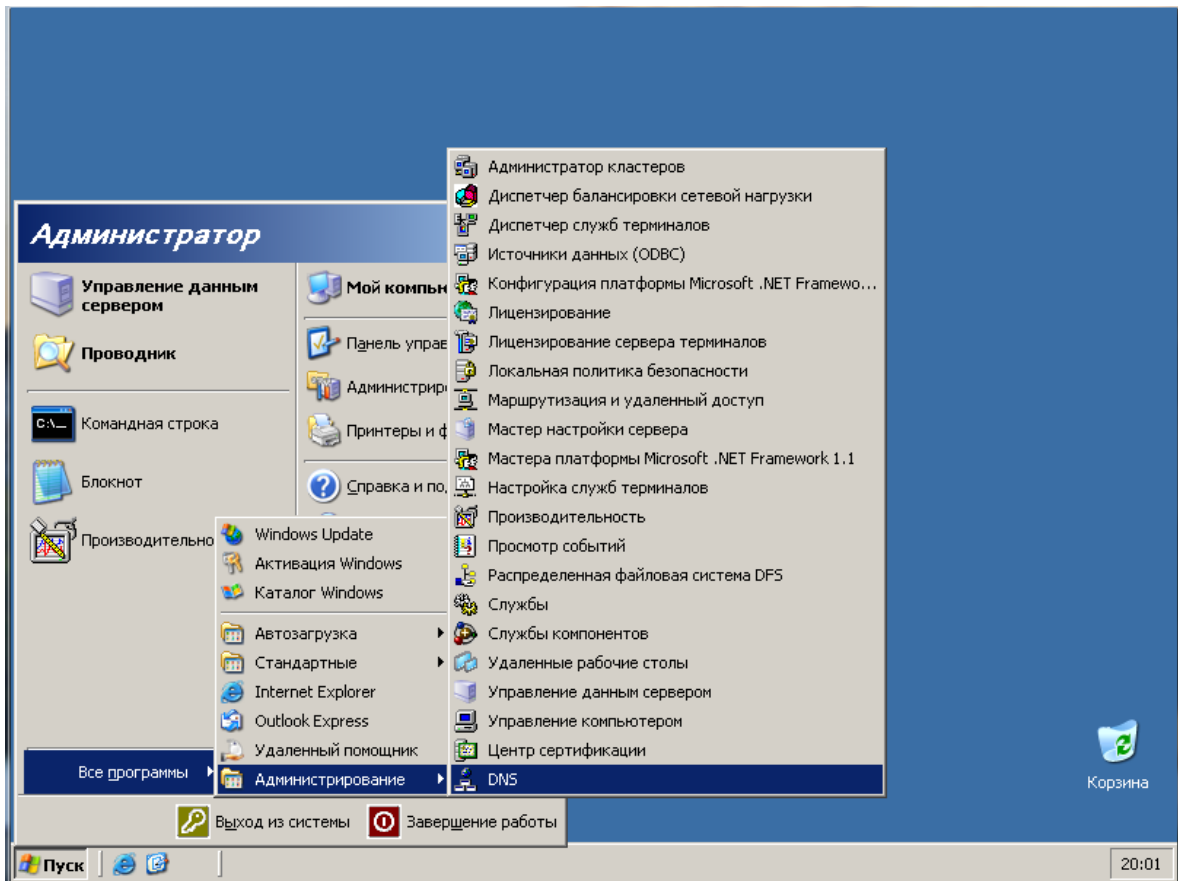 Администратор
Управление данным
сервером
Проводник
Командная строка
Блокнот
Производительно
Все программы
Мой компьн
Панель управ
Администрир
Принтеры и ф
Справка и по
Windows Update
Активация Windows
Каталог Windows
Автозагрузка
Стандартные
Internet Explorer
Outlook Express
Удаленный помощник
Администрирование
Администратор кластеров
Диспетчер балансировки сетевой нагрузки
Диспетчер служб терминалов
Источники данных (ODBC)
Конфигурация платформы Microsoft .NET Framewo...
Лицензирование
Лицензирование сервера терминалов
Локальная политика безопасности
Маршрутизация и удаленный доступ
Мастер настройки сервера
Мастера платформы Microsoft .NET Framework 1.1
Настройка служб терминалов
Производительность
Просмотр событий
Распределенная файловая система DFS
Службы
Службы компонентов
Удаленные рабочие столы
Управление данным сервером
Управление компьютером
Центр сертификации
DNS
Корзина
Выход из системы
Завершение работы
Пуск
20:01